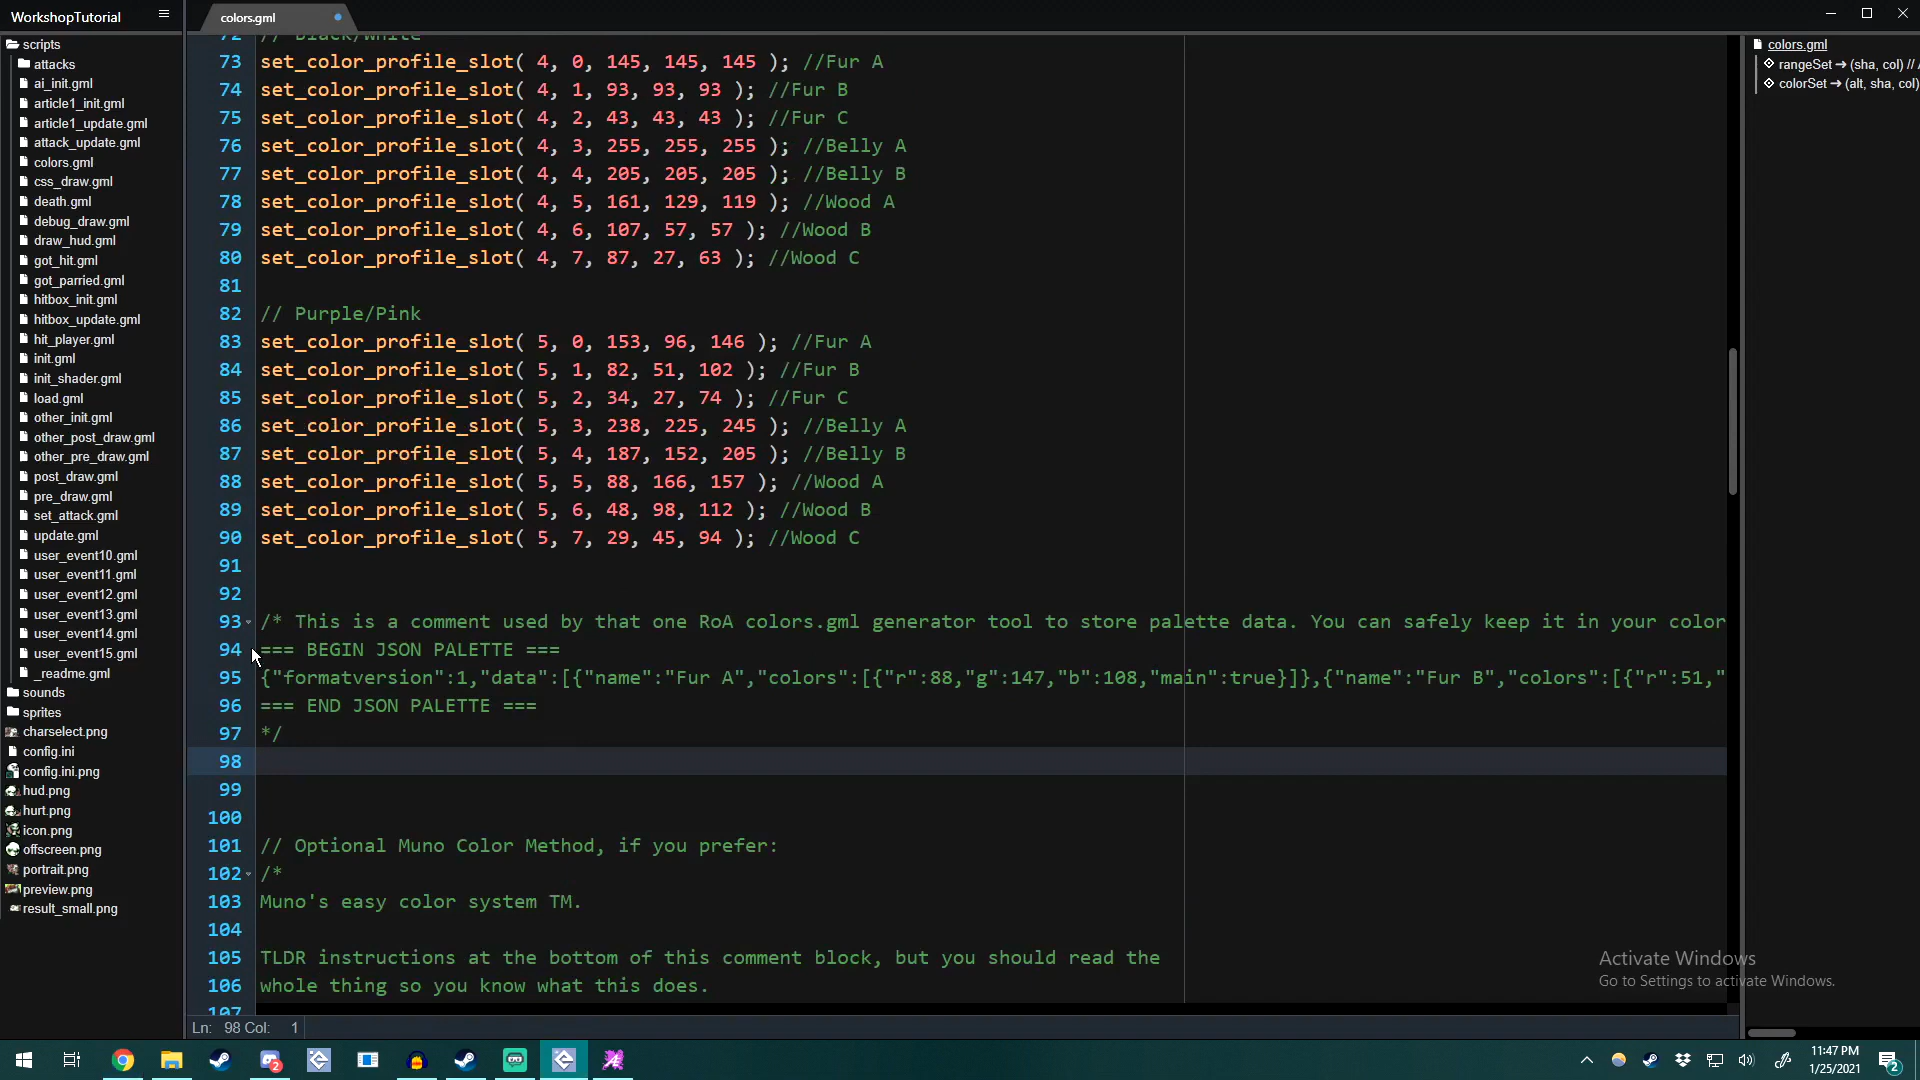 WorkshopTutorial
scripts
attacks
ai_init.gml
article1_init.gml
article1_update.gml
attack_update.gml
colors.gml
css_draw.gml
death.gml
debug_draw.gml
draw_hud.gml
got_hit.gml
got_parried.gml
hitbox_init.gml
hitbox_update.gml
hit_player.gml
init.gml
init_shader.gml
load.gml
other_init.gml
other_post_draw.gml
other_pre_draw.gml
post_draw.gml
pre_draw.gml
set_attack.gml
update.gml
user_event10.gml
user_event11.gml
user_event12.gml
user_event13.gml
user_event14.gml
user_event15.gml
_readme.gml
sounds
sprites
charselect.png
config.ini
config.ini.png
hud.png
hurt.png
icon.png
offscreen.png
portrait.png
preview.png
result_small.png
colors.gml
72 // Black/White
73 set_color_profile_slot( 4, 0, 145, 145, 145 ); //Fur A
74 set_color_profile_slot( 4, 1, 93, 93, 93 ); //Fur B
75 set_color_profile_slot( 4, 2, 43, 43, 43 ); //Fur C
76 set_color_profile_slot( 4, 3, 255, 255, 255 ); //Belly A
77 set_color_profile_slot( 4, 4, 205, 205, 205 ); //Belly B
78 set_color_profile_slot( 4, 5, 161, 129, 119 ); //Wood A
79 set_color_profile_slot( 4, 6, 107, 57, 57 ); //Wood B
80 set_color_profile_slot( 4, 7, 87, 27, 63 ); //Wood C
81
82 // Purple/Pink
83 set_color_profile_slot( 5, 0, 153, 96, 146 ); //Fur A
84 set_color_profile_slot( 5, 1, 82, 51, 102 ); //Fur B
85 set_color_profile_slot( 5, 2, 34, 27, 74 ); //Fur C
86 set_color_profile_slot( 5, 3, 238, 225, 245 ); //Belly A
87 set_color_profile_slot( 5, 4, 187, 152, 205 ); //Belly B
88 set_color_profile_slot( 5, 5, 88, 166, 157 ); //Wood A
89 set_color_profile_slot( 5, 6, 48, 98, 112 ); //Wood B
90 set_color_profile_slot( 5, 7, 29, 45, 94 ); //Wood C
91
92
93 /* This is a comment used by that one RoA colors.gml generator tool to store palette data. You can safely keep it in your color
94 === BEGIN JSON PALETTE ===
95 {"formatversion":1,"data":[{"name":"Fur A","colors":[{"r":88,"g":147,"b":108,"main":true}]},{"name":"Fur B","colors":[{"r":51,"
96 === END JSON PALETTE ===
97 */
98
99
100
101 // Optional Muno Color Method, if you prefer:
102 /*
103 Muno's easy color system TM.
104
105 TLDR instructions at the bottom of this comment block, but you should read the
106 whole thing so you know what this does.
107
Ln: 98 Col: 1
colors.gml
rangeSet → (sha, col) //
colorSet → (alt, sha, col)
Activate Windows
Go to Settings to activate Windows.
2
11:47 PM
1/25/2021
2